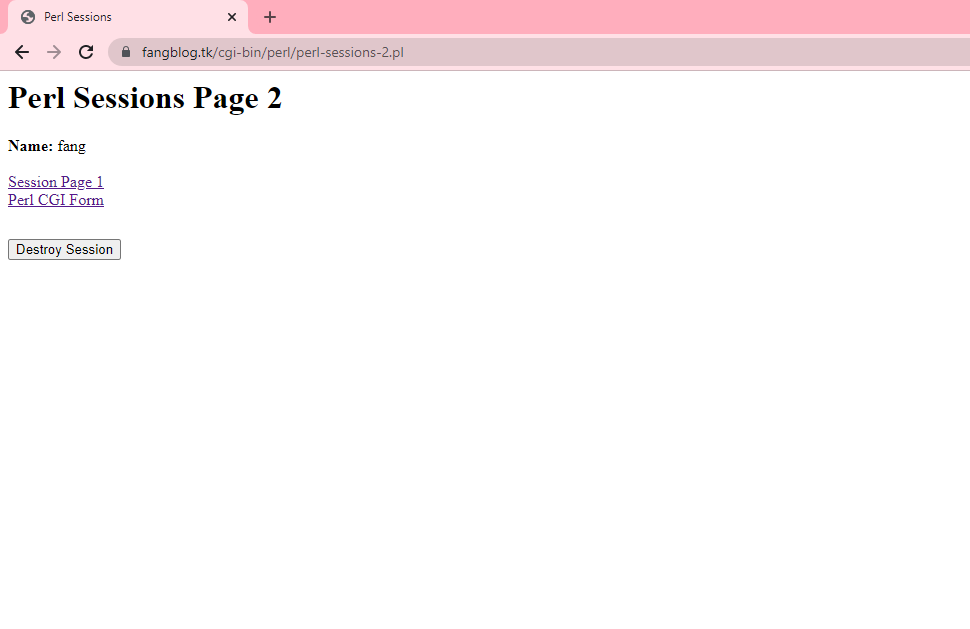 Perl Sessions
fangblog.tk/cgi-bin/perl/perl-sessions-2.pl
Perl Sessions Page 2
Name: fang
Session Page 1
Perl CGI Form
Destroy Session